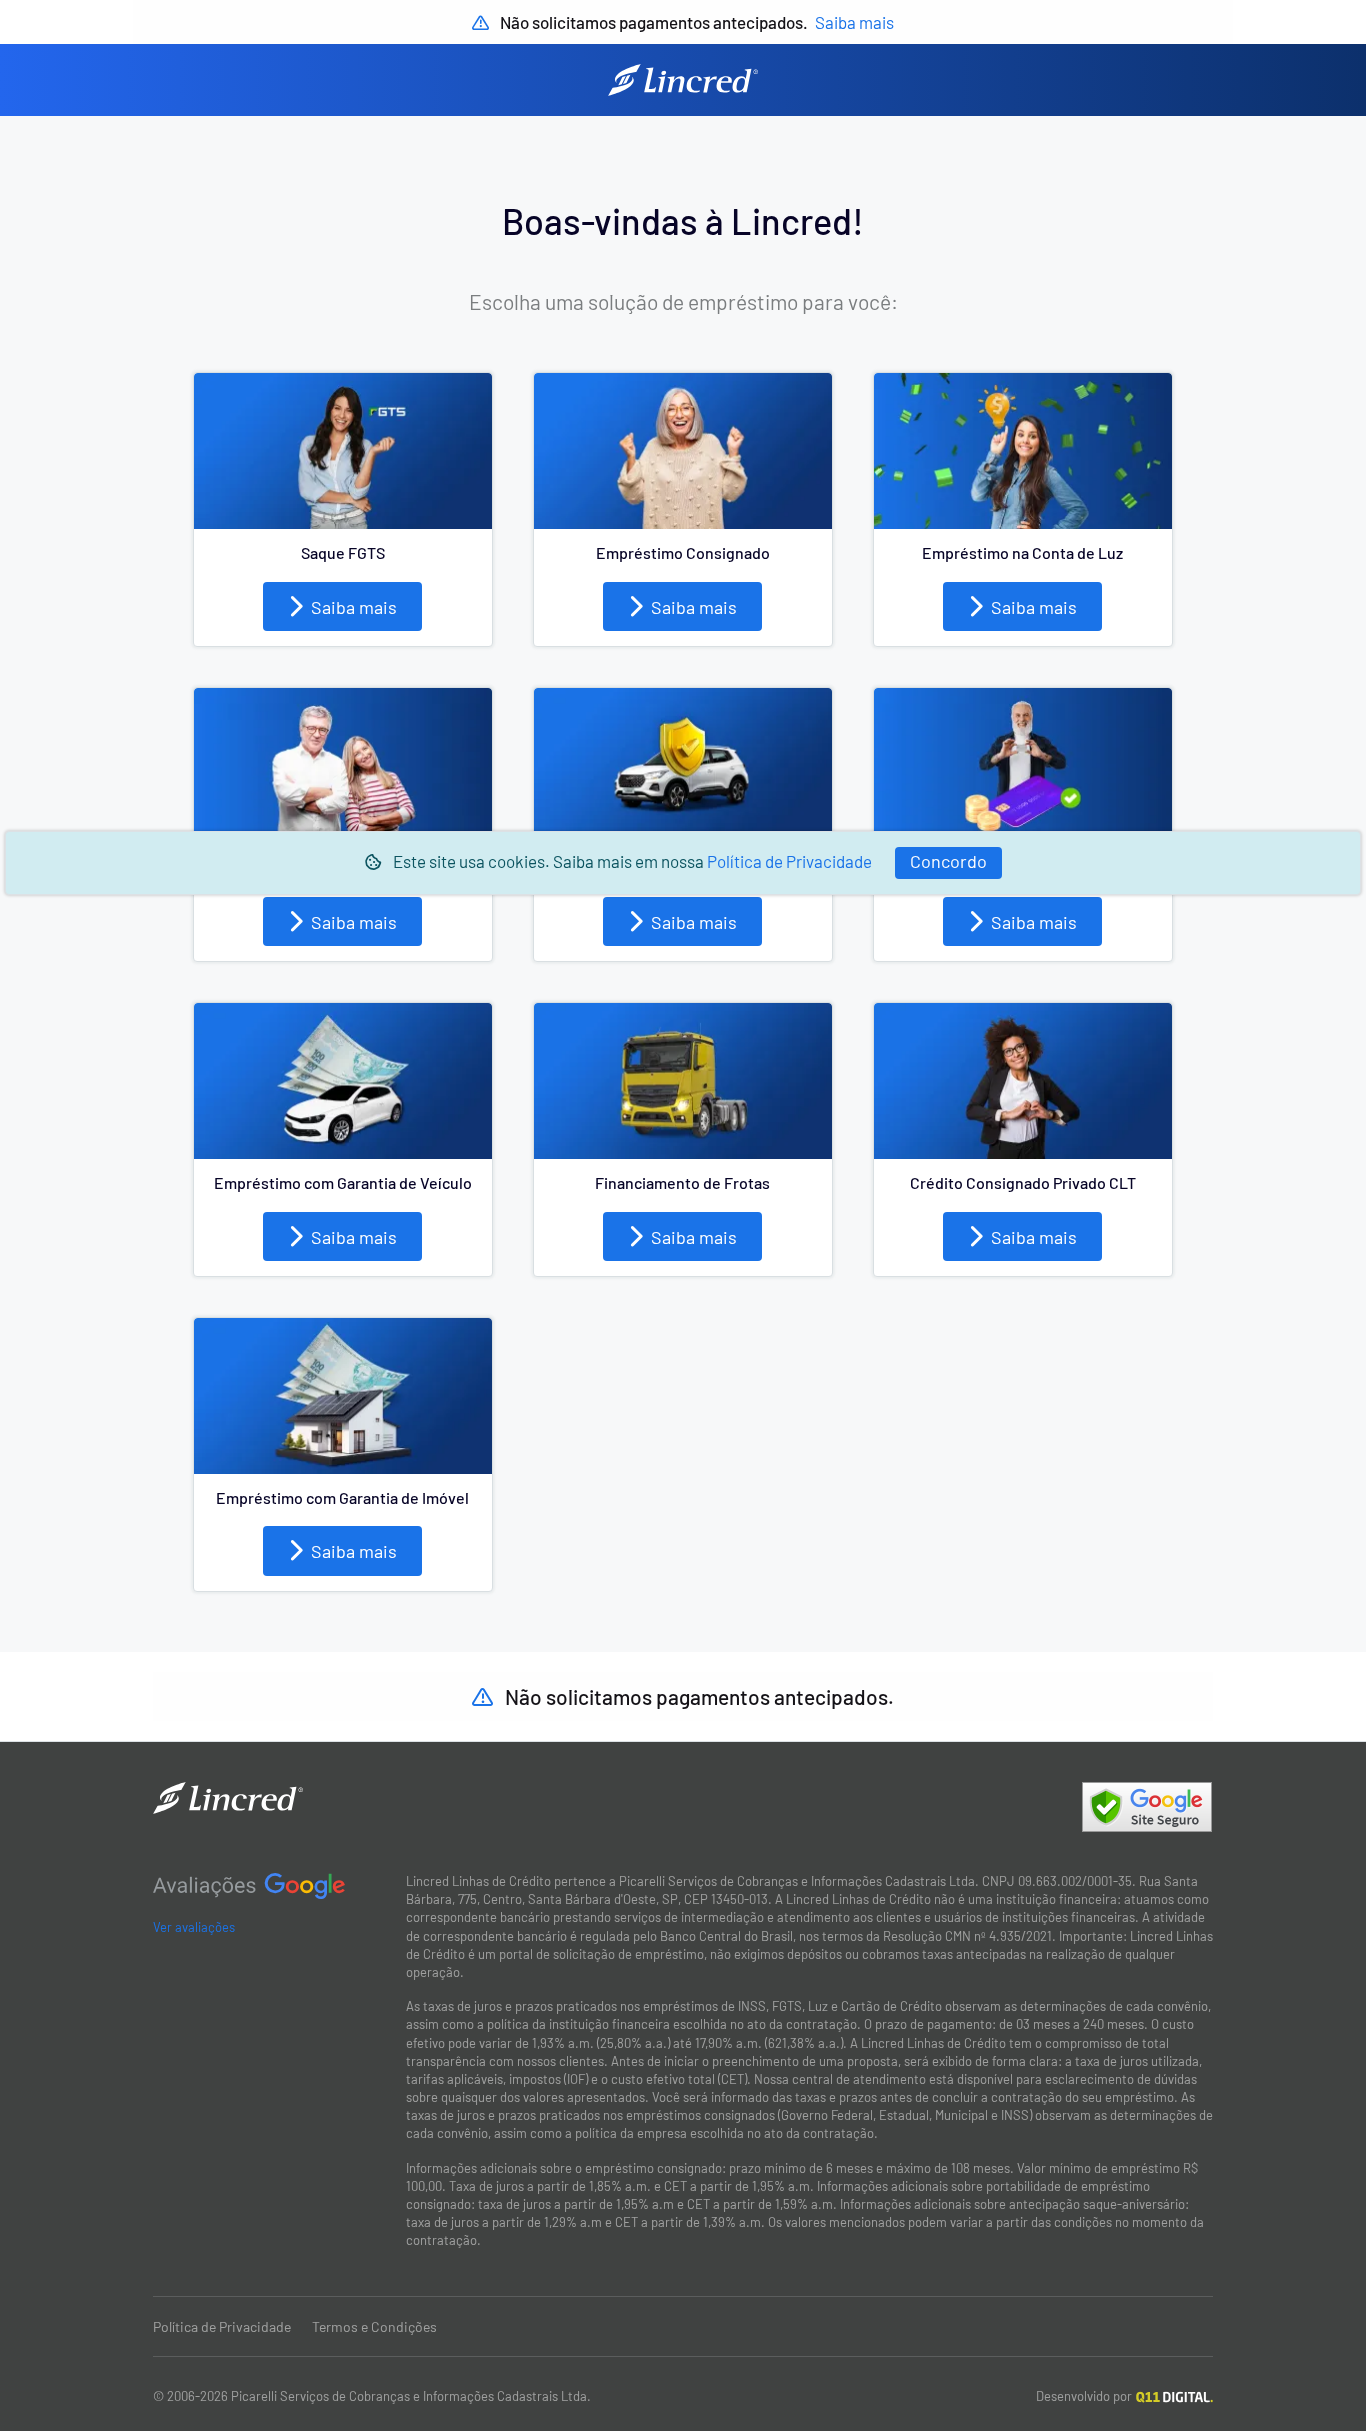 Não solicitamos pagamentos antecipados. Saiba mais
Lincred®
Boas-vindas à Lincred!
Escolha uma solução de empréstimo para você:
FGTS
Saque FGTS
Saiba mais
Empréstimo Consignado
Saiba mais
Empréstimo na Conta de Luz
Saiba mais
Este site usa cookies. Saiba mais em nossa Política de Privacidade
Concordo
Saiba mais
Saiba mais
Saiba mais
100
100
Empréstimo com Garantia de Veículo
Saiba mais
Financiamento de Frotas
Saiba mais
Crédito Consignado Privado CLT
Saiba mais
100
100
Empréstimo com Garantia de Imóvel
Saiba mais
Não solicitamos pagamentos antecipados.
Lincred®
Google
Site Seguro
Avaliações Google
Ver avaliações
Lincred Linhas de Crédito pertence a Picarelli Serviços de Cobranças e Informações Cadastrais Ltda. CNPJ 09.663.002/0001-35. Rua Santa
Bárbara, 775, Centro, Santa Bárbara d'Oeste, SP, CEP 13450-013. A Lincred Linhas de Crédito não é uma instituição financeira: atuamos como
correspondente bancário prestando serviços de intermediação e atendimento aos clientes e usuários de instituições financeiras. A atividade
de correspondente bancário é regulada pelo Banco Central do Brasil, nos termos da Resolução CMN nº 4.935/2021. Importante: Lincred Linhas
de Crédito é um portal de solicitação de empréstimo, não exigimos depósitos ou cobramos taxas antecipadas na realização de qualquer
operação.
As taxas de juros e prazos praticados nos empréstimos de INSS, FGTS, Luz e Cartão de Crédito observam as determinações de cada convênio,
assim como a política da instituição financeira escolhida no ato da contratação. O prazo de pagamento: de 03 meses a 240 meses. O custo
efetivo pode variar de 1,93% a.m. (25,80% a.a.) até 17,90% a.m. (621,38% a.a.). A Lincred Linhas de Crédito tem o compromisso de total
transparência com nossos clientes. Antes de iniciar o preenchimento de uma proposta, será exibido de forma clara: a taxa de juros utilizada,
tarifas aplicáveis, impostos (IOF) e o custo efetivo total (CET). Nossa central de atendimento está disponível para esclarecimento de dúvidas
sobre quaisquer dos valores apresentados. Você será informado das taxas e prazos antes de concluir a contratação do seu empréstimo. As
taxas de juros e prazos praticados nos empréstimos consignados (Governo Federal, Estadual, Municipal e INSS) observam as determinações de
cada convênio, assim como a política da empresa escolhida no ato da contratação.
Informações adicionais sobre o empréstimo consignado: prazo mínimo de 6 meses e máximo de 108 meses. Valor mínimo de empréstimo R$
100,00. Taxa de juros a partir de 1,85% a.m. e CET a partir de 1,95% a.m. Informações adicionais sobre portabilidade de empréstimo
consignado: taxa de juros a partir de 1,95% a.m e CET a partir de 1,59% a.m. Informações adicionais sobre antecipação saque-aniversário:
taxa de juros a partir de 1,29% a.m e CET a partir de 1,39% a.m. Os valores mencionados podem variar a partir das condições no momento da
contratação.
Política de Privacidade
Termos e Condições
© 2006-2026 Picarelli Serviços de Cobranças e Informações Cadastrais Ltda.
Desenvolvido por Q11 DIGITAL.